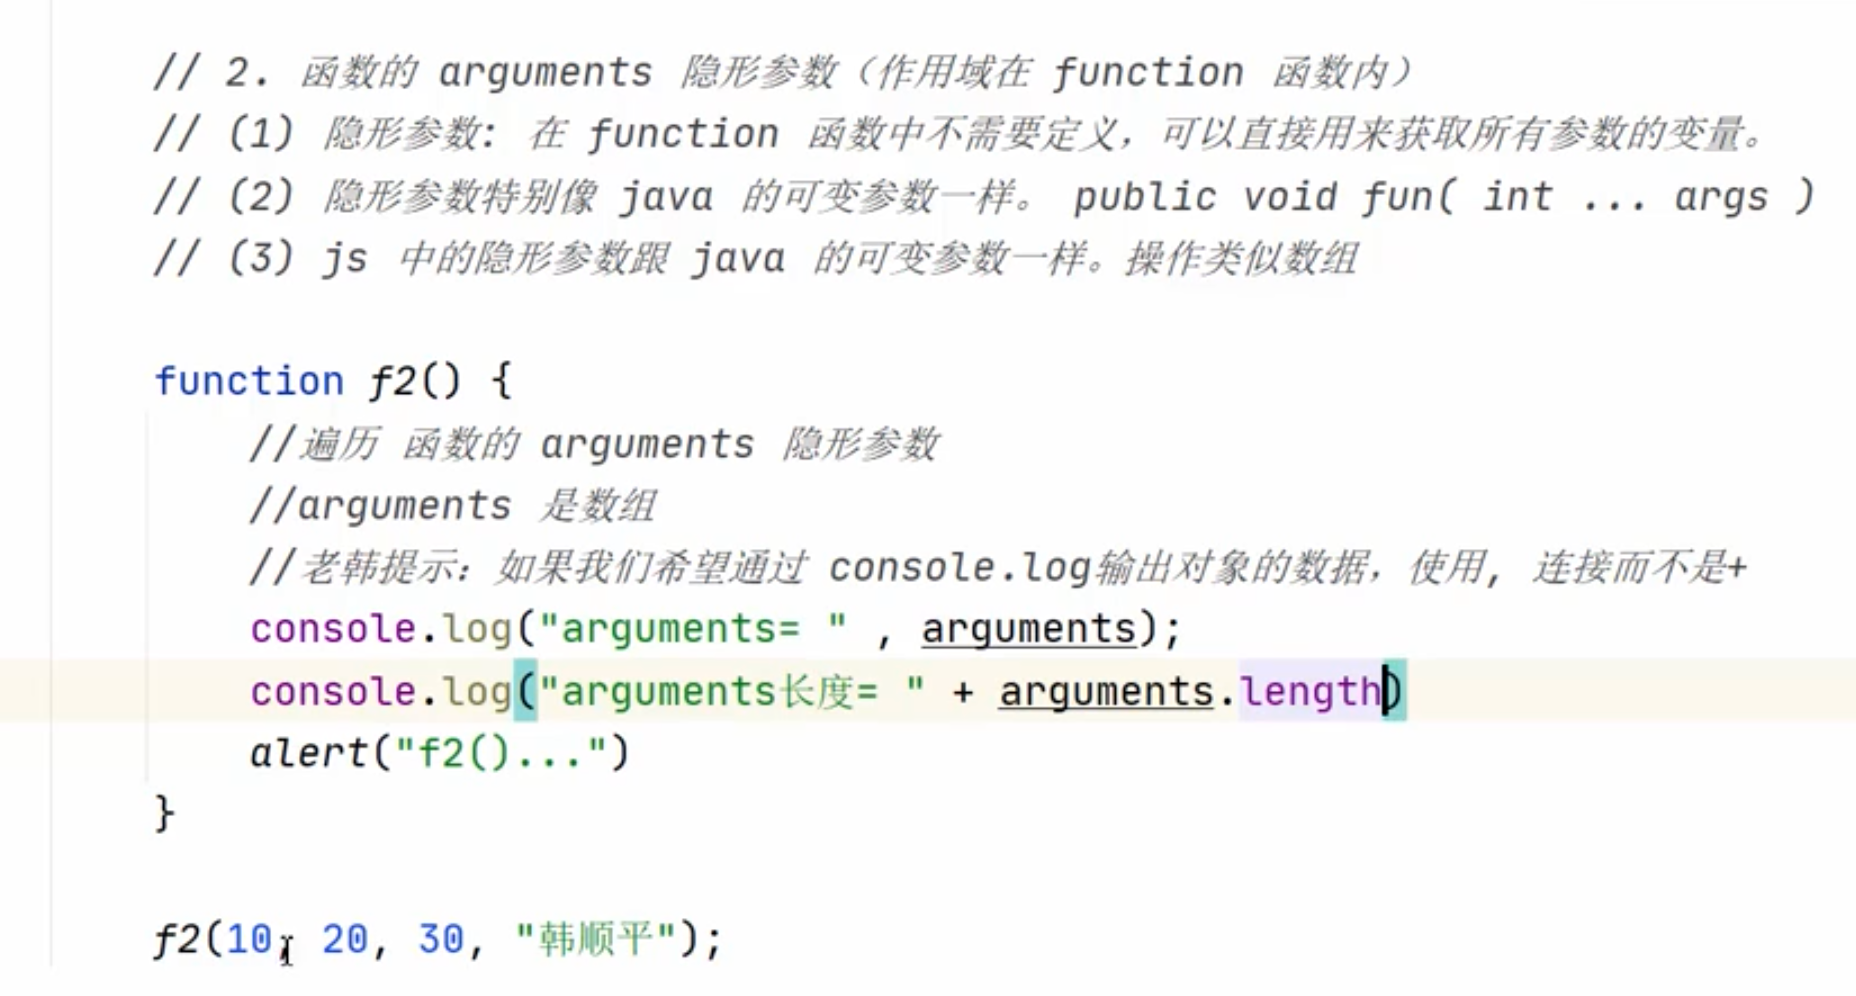 // 2. 函数的 arguments 隐形参数（作用域在 function 函数内）
// (1) 隐形参数: 在 function 函数中不需要定义，可以直接用来获取所有参数的变量。
// (2) 隐形参数特别像 java 的可变参数一样。 public void fun( int ... args )
// (3) js 中的隐形参数跟 java 的可变参数一样。操作类似数组
function f2() {
//遍历 函数的 arguments 隐形参数
//arguments 是数组
//老韩提示：如果我们希望通过 console.log输出对象的数据，使用, 连接而不是+
console.log("arguments= " , arguments);
console.log("arguments长度= " + arguments.length)
alert("f2()...")
}
f2(10, 20, 30, "韩顺平");